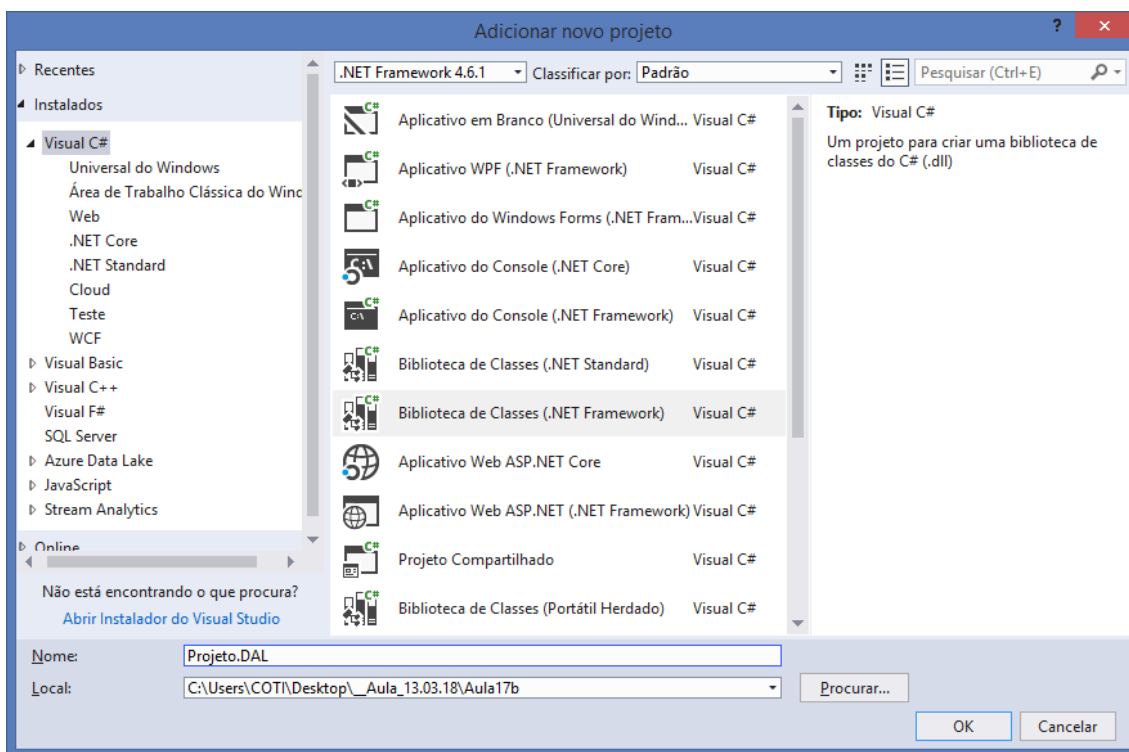 Adicionar novo projeto
?
Recentes
Instalados
Visual C#
Universal do Windows
Área de Trabalho Clássica do Winc
Web
.NET Core
.NET Standard
Cloud
Teste
WCF
Visual Basic
Visual C++
Visual F#
SQL Server
Azure Data Lake
JavaScript
Stream Analytics
Online
Não está encontrando o que procura?
Abrir Instalador do Visual Studio
.NET Framework 4.6.1 Classificar por: Padrão
Pesquisar (Ctrl+E)
Aplicativo em Branco (Universal do Wind... Visual C#
Aplicativo WPF (.NET Framework) Visual C#
Aplicativo do Windows Forms (.NET Fram... Visual C#
Aplicativo do Console (.NET Core) Visual C#
Aplicativo do Console (.NET Framework) Visual C#
Biblioteca de Classes (.NET Standard) Visual C#
Biblioteca de Classes (.NET Framework) Visual C#
Aplicativo Web ASP.NET Core Visual C#
Aplicativo Web ASP.NET (.NET Framework) Visual C#
Projeto Compartilhado Visual C#
Biblioteca de Classes (Portátil Herdado) Visual C#
Tipo: Visual C#
Um projeto para criar uma biblioteca de
classes do C# (.dll)
Nome: Projeto.DAL
Local: C:\Users\COTI\Desktop\__Aula_13.03.18\Aula17b
Procurar...
OK Cancelar